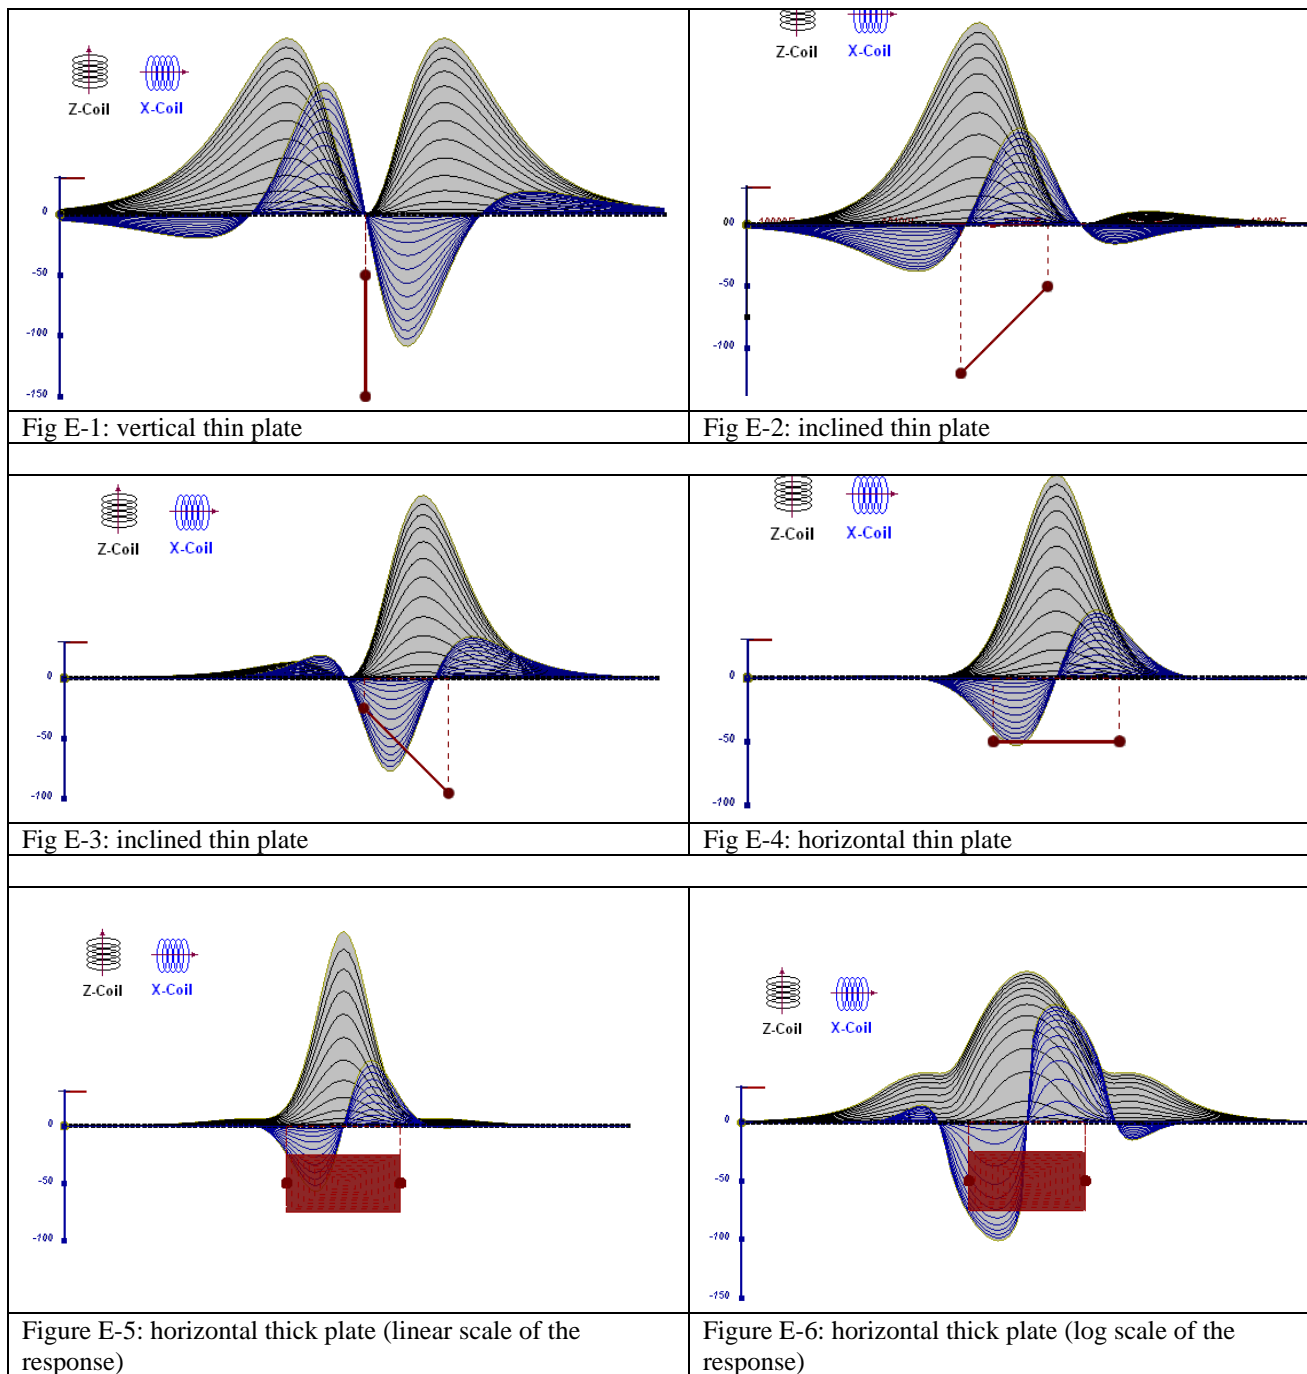 Z-Coil
X-Coil
0
-50
-100
-150
Fig E-1: vertical thin plate
Z-Coil
X-Coil
00
-50
-100
Fig E-2: inclined thin plate
Z-Coil
X-Coil
0
-50
-100
Fig E-3: inclined thin plate
Z-Coil
X-Coil
0
-50
-100
Fig E-4: horizontal thin plate
Z-Coil
X-Coil
0
-50
-100
Figure E-5: horizontal thick plate (linear scale of the
response)
Z-Coil
X-Coil
0
-50
-100
-150
Figure E-6: horizontal thick plate (log scale of the
response)